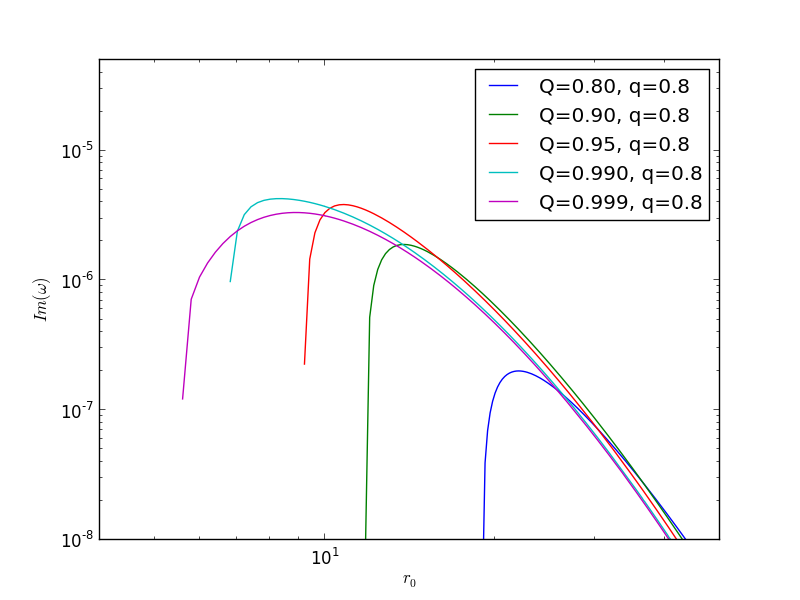 Q=0.80, q=0.8
Q=0.90, q=0.8
Q=0.95, q=0.8
Q=0.990, q=0.8
Q=0.999, q=0.8
10^-5
10^-6
10^-7
10^-8
Im(ω)
10^1
r_0